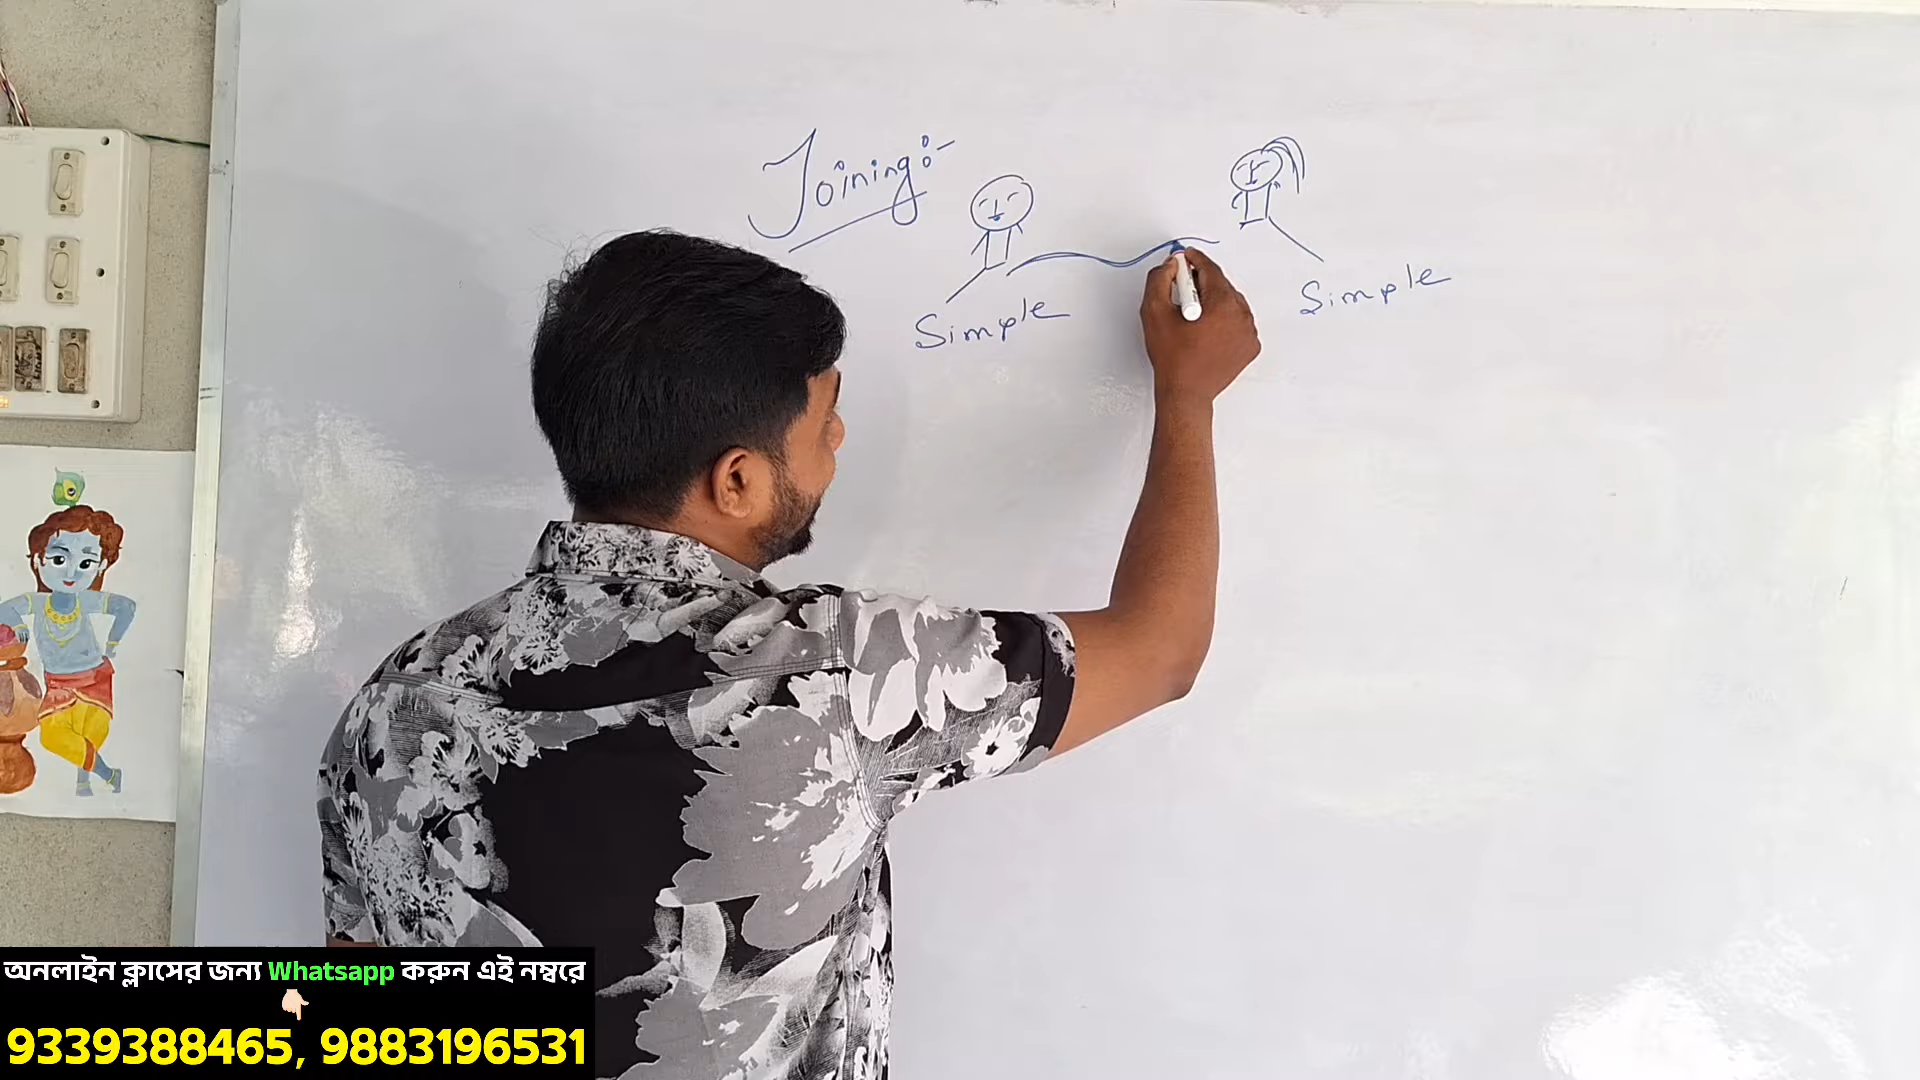 Joining:-
Simple
Simple
অনলাইন ক্লাসের জন্য Whatsapp করুন এই নম্বরে
9339388465, 9883196531